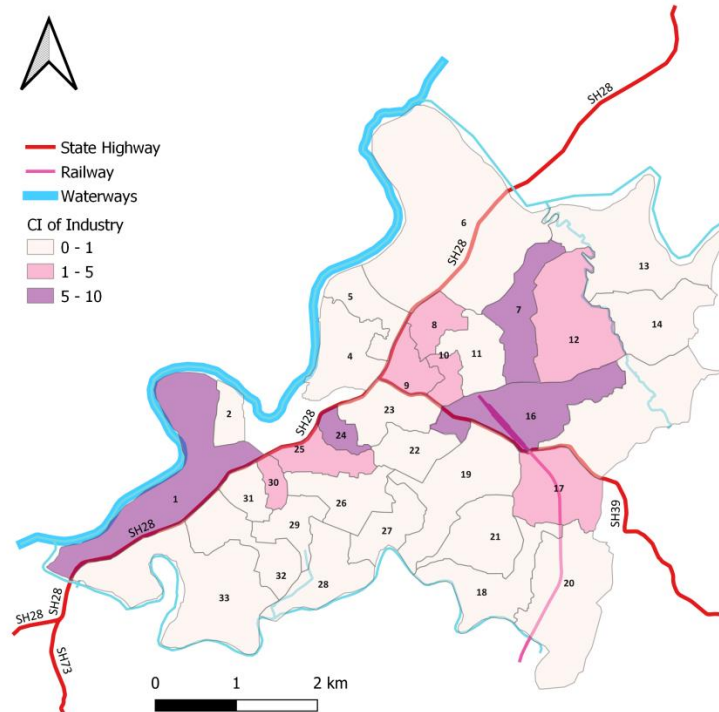 State Highway
Railway
Waterways
CI of Industry
0 - 1
1 - 5
5 - 10
SH28
6
SH28
13
5
7
8
14
4
12
10
11
9
2
SH28
23
16
24
25
22
1
30
19
17
31
26
SH28
SH39
29
27
21
32
28
18
20
33
SH28
SH28
SH73
0 1 2 km